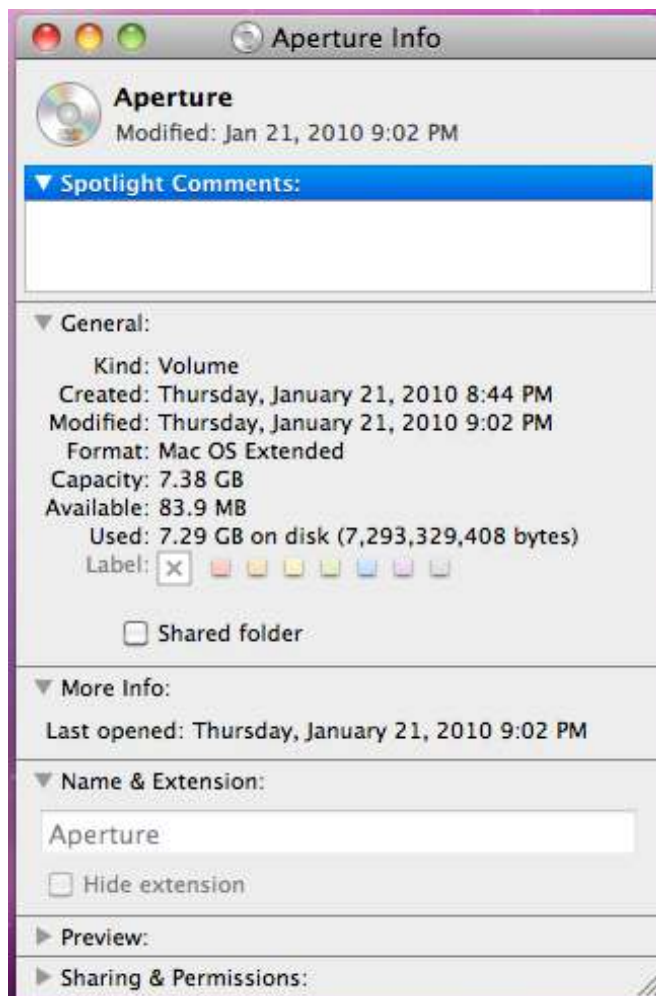 Aperture Info
Aperture
Modified: Jan 21, 2010 9:02 PM
Spotlight Comments:
General:
Kind: Volume
Created: Thursday, January 21, 2010 8:44 PM
Modified: Thursday, January 21, 2010 9:02 PM
Format: Mac OS Extended
Capacity: 7.38 GB
Available: 83.9 MB
Used: 7.29 GB on disk (7,293,329,408 bytes)
Label:
Shared folder
More Info:
Last opened: Thursday, January 21, 2010 9:02 PM
Name & Extension:
Aperture
Hide extension
Preview:
Sharing & Permissions: